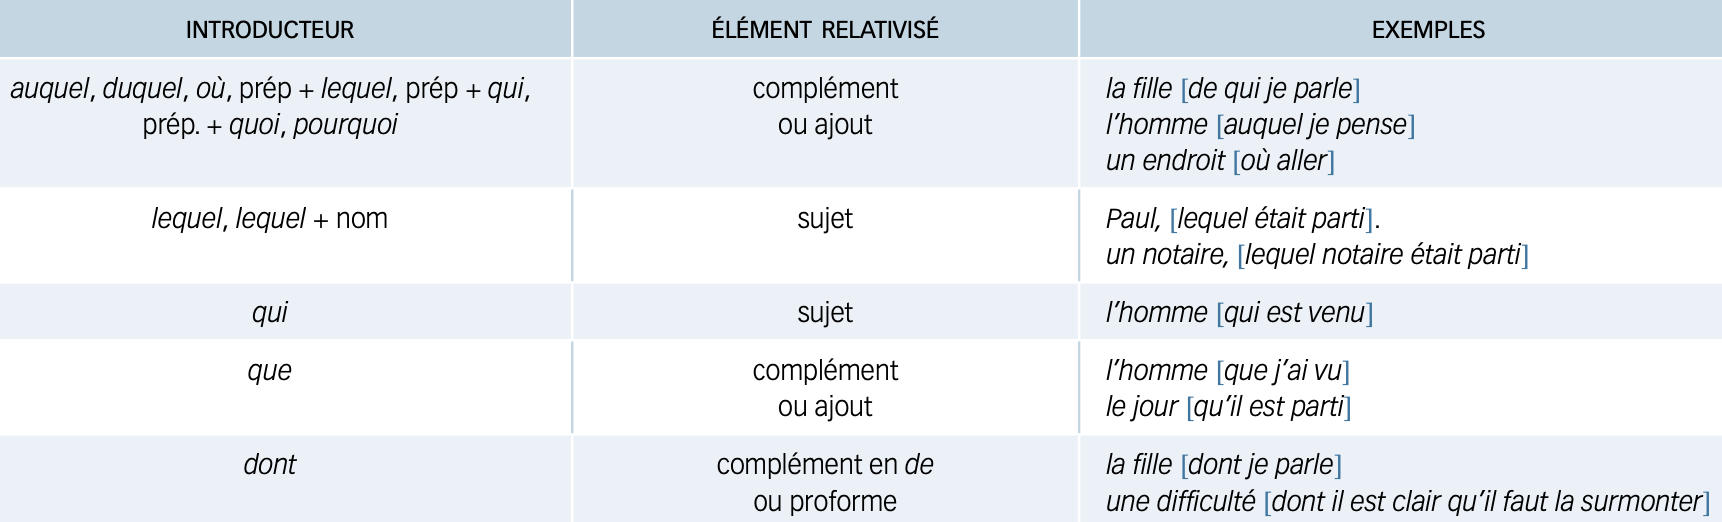 INTRODUCTEUR ÉLÉMENT RELATIVISÉ EXEMPLES
auquel, duquel, où, prép + lequel, prép + qui,
prép. + quoi, pourquoi
complément
ou ajout
la fille [de qui je parle]
l’homme [auquel je pense]
un endroit [où aller]
lequel, lequel + nom
sujet
Paul, [lequel était parti].
un notaire, [lequel notaire était parti]
qui
sujet
l’homme [qui est venu]
que
complément
ou ajout
l’homme [que j’ai vu]
le jour [qu’il est parti]
dont
complément en de
ou proforme
la fille [dont je parle]
une difficulté [dont il est clair qu’il faut la surmonter]